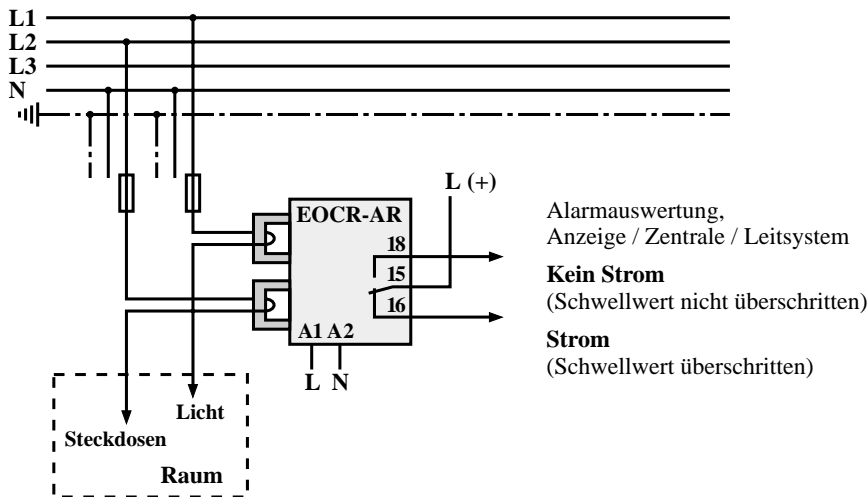 L1
L2
L3
N
L (+)
EOCR-AR
18
15
16
A1 A2
L N
Alarmauswertung,
Anzeige / Zentrale / Leitsystem
Kein Strom
(Schwellwert nicht überschritten)
Strom
(Schwellwert überschritten)
Licht
Steckdosen
Raum